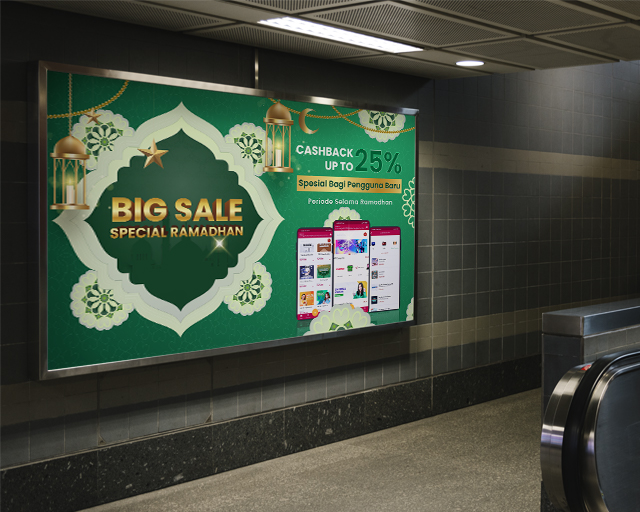 BIG SALE
SPECIAL RAMADHAN
CASHBACK
UP TO 25%
Spesial Bagi Pengguna Baru
Periode Selama Ramadhan